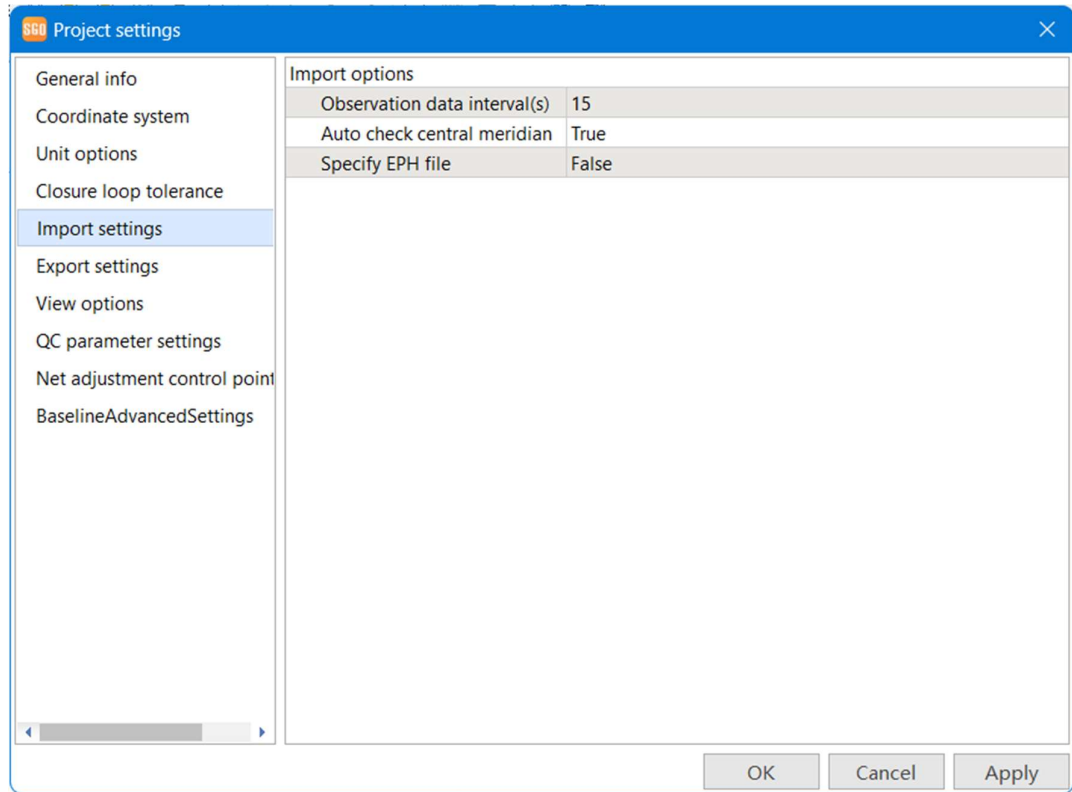 SGO Project settings
General info
Coordinate system
Unit options
Closure loop tolerance
Import settings
Export settings
View options
QC parameter settings
Net adjustment control point
BaselineAdvancedSettings
Import options
Observation data interval(s) 15
Auto check central meridian True
Specify EPH file False
OK Cancel Apply